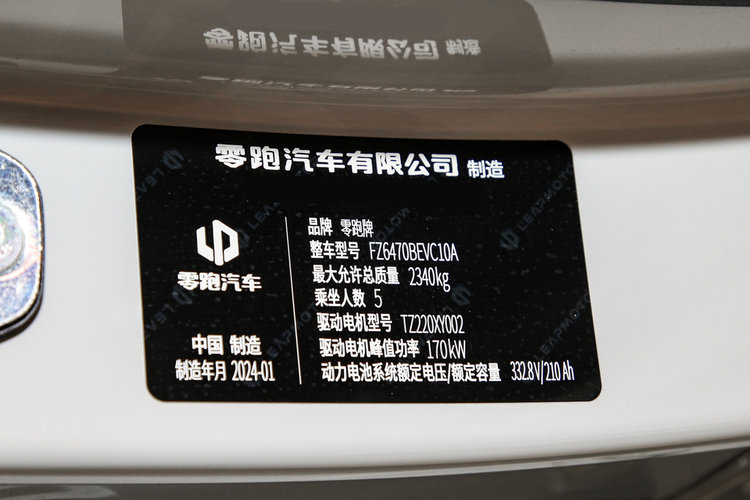 零跑汽车有限公司 制造
零跑汽车
中国 制造
制造年月 2024-01
品牌 零跑牌
整车型号 FZ6470BEVC10A
最大允许总质量 2340kg
乘坐人数 5
驱动电机型号 TZ220XY002
驱动电机峰值功率 170kW
动力电池系统额定电压/额定容量 332.8V/210Ah